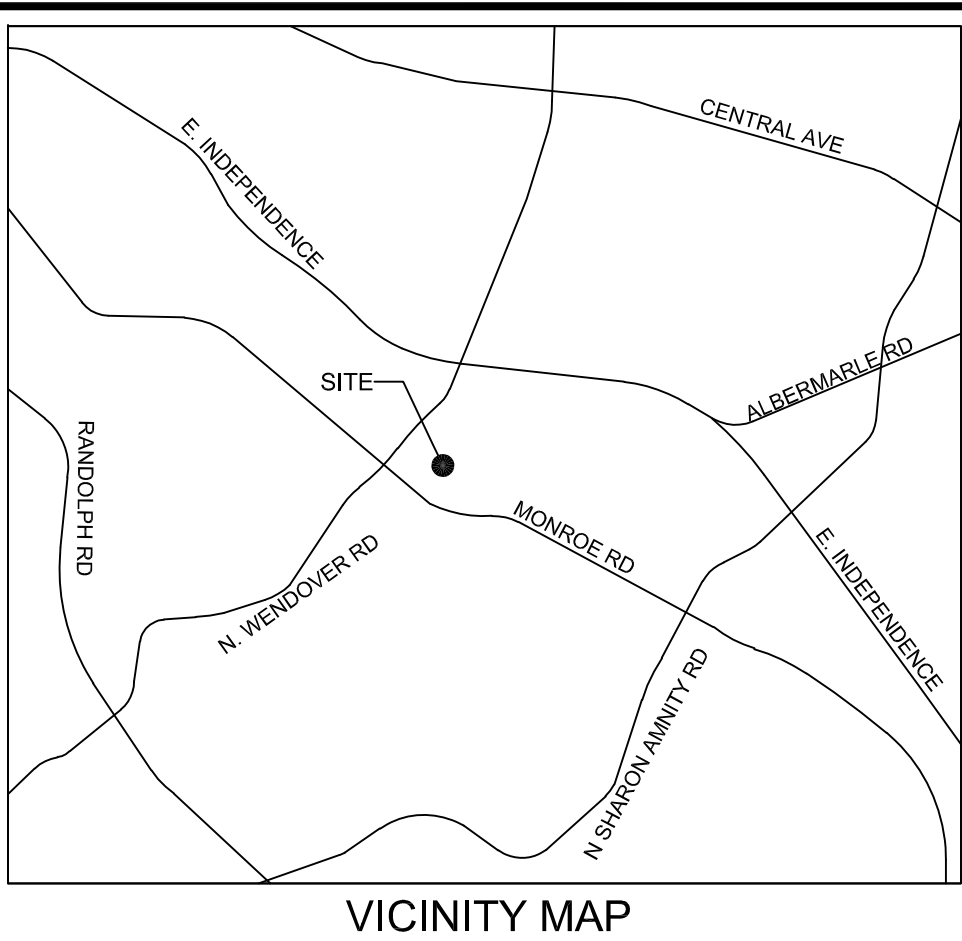 CENTRAL AVE
E. INDEPENDENCE
ALBERMARLE RD
SITE
RANDOLPH RD
MONROE RD
N. WENDOVER RD
E. INDEPENDENCE
N SHARON AMNITY RD
VICINITY MAP